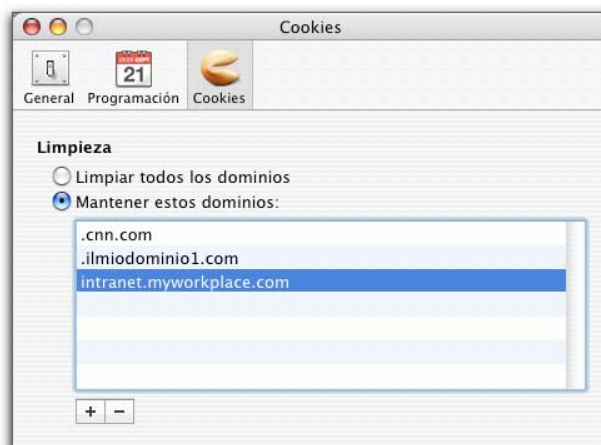 Cookies
21
General Programación Cookies
Limpieza
Limpiar todos los dominios
Mantener estos dominios:
.cnn.com
.ilmiodominio1.com
intranet.myworkplace.com
+ −